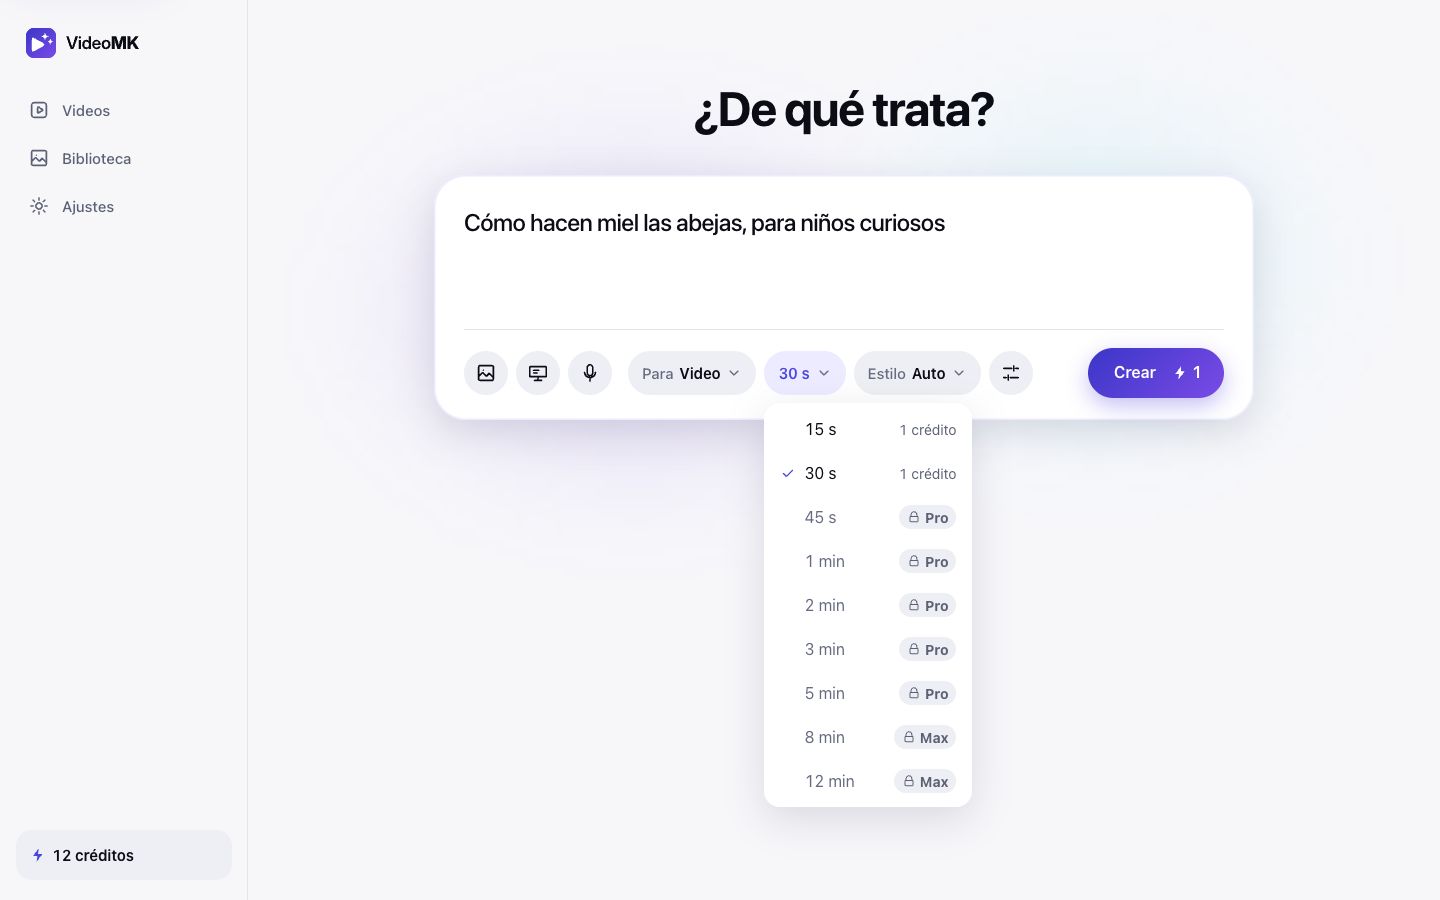 VideoMK
Videos
Biblioteca
Ajustes
¿De qué trata?
Cómo hacen miel las abejas, para niños curiosos
Para Video 30 s Estilo Auto Crear 1
15 s 1 crédito
30 s 1 crédito
45 s Pro
1 min Pro
2 min Pro
3 min Pro
5 min Pro
8 min Max
12 min Max
12 créditos